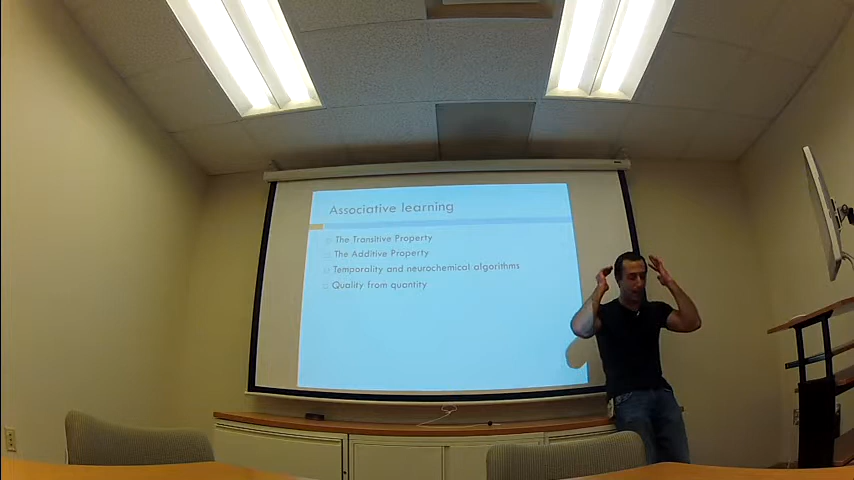 Associative learning
The Transitive Property
The Additive Property
Temporality and neurochemical algorithms
Quality from quantity